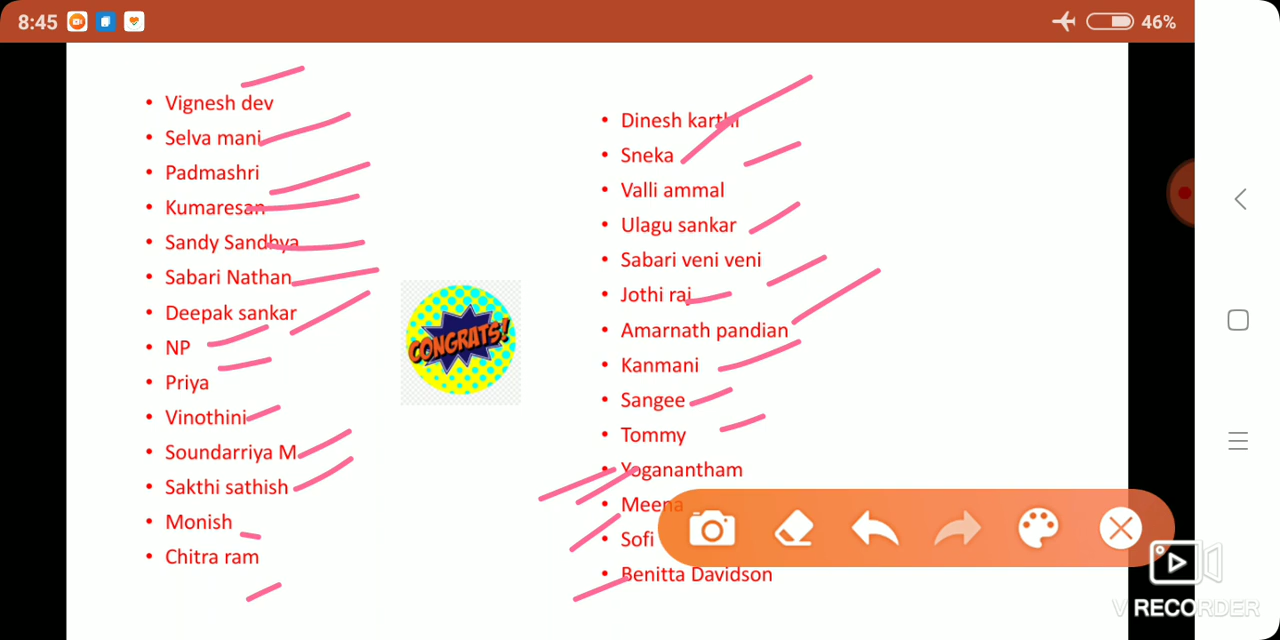 8:45
46%
• Vignesh dev
• Selva mani
• Padmashri
• Kumaresan
• Sandy Sandhya
• Sabari Nathan
• Deepak sankar
• NP
• Priya
• Vinothini
• Soundarriya M
• Sakthi sathish
• Monish
• Chitra ram
CONGRATS!
• Dinesh karthi
• Sneka
• Valli ammal
• Ulagu sankar
• Sabari veni veni
• Jothi raj
• Amarnath pandian
• Kanmani
• Sangee
• Tommy
• Yoganantham
• Meena
• Sofi
• Benitta Davidson
V RECORDER